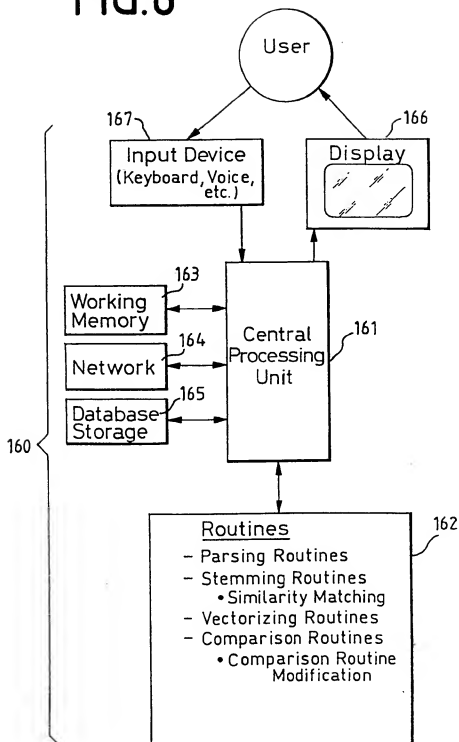 User
167
Input Device
(Keyboard, Voice,
etc.)
166
Display
163
Working
Memory
164
Network
165
Database
Storage
Central
Processing
Unit
161
160
162
Routines
- Parsing Routines
- Stemming Routines
• Similarity Matching
- Vectorizing Routines
- Comparison Routines
• Comparison Routine
Modification